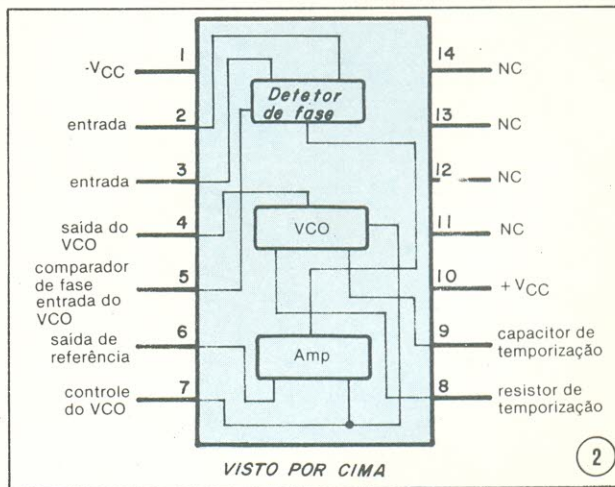 1
-VCC
2
entrada
3
entrada
4
saida do
VCO
5
comparador
de fase
entrada do
VCO
6
saída de
referência
7
controle
do VCO
Detetor
de fase
VCO
Amp
14
NC
13
NC
12
NC
11
NC
10
+ VCC
9
capacitor de
temporização
8
resistor de
temporização
VISTO POR CIMA
2